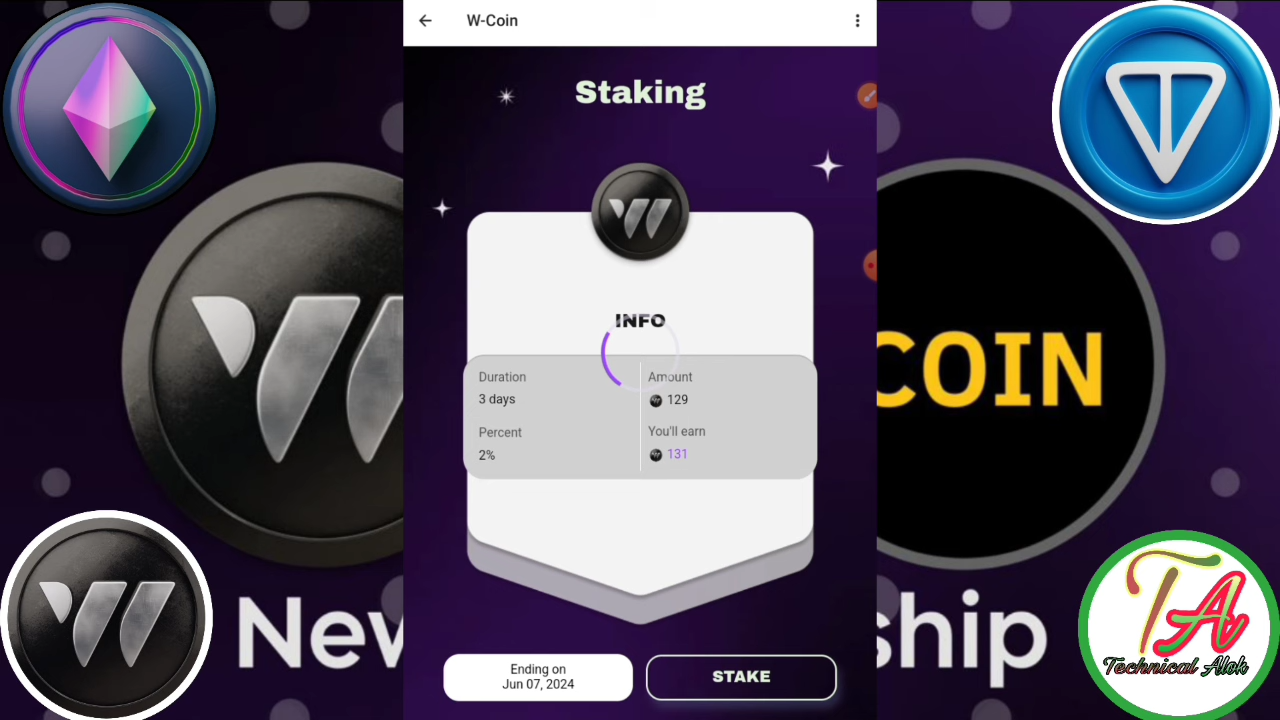 W-Coin
Staking
INFO
Duration
Amount
3 days
129
Percent
You'll earn
2%
131
Ending on
Jun 07, 2024
STAKE
COIN
New
ship
TA
Technical Alok